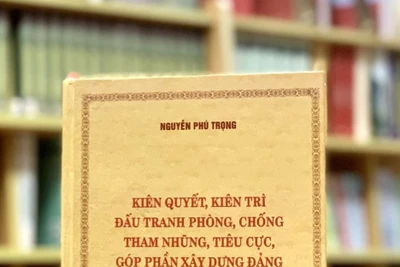 NGUYỄN PHÚ TRỌNG
KIÊN QUYẾT, KIÊN TRÌ
ĐẤU TRANH PHÒNG, CHỐNG
THAM NHŨNG, TIÊU CỰC,
GÓP PHẦN XÂY DỰNG ĐẢNG